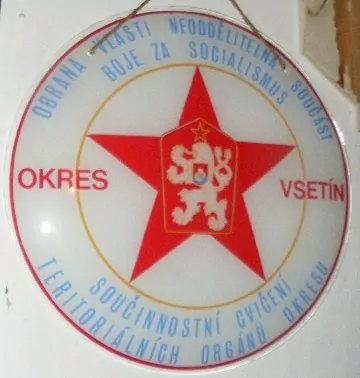 OBRANA VLASTI NEODDĚLITELNÁ SOUČÁST
BOJE ZA SOCIALISMUS
OKRES
VSETÍN
SOUČINNOSTNÍ CVIČENÍ
TERITORIÁLNÍCH ORGÁNŮ OKRESU